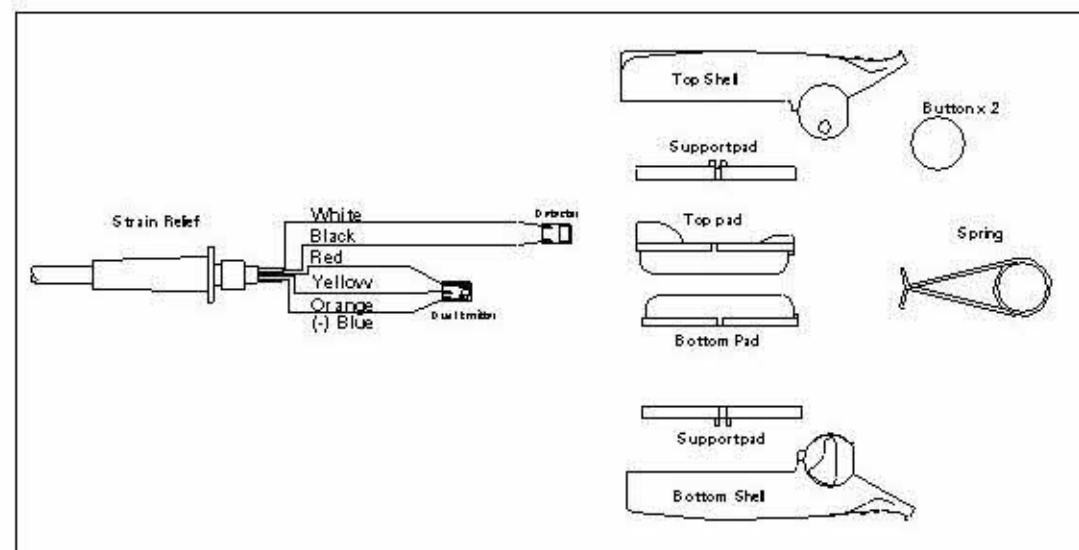 Top Shell
Button x 2
Supportpad
Strain Relief
White
Detector
Black
Red
Yellow
Orange
(-) Blue
Dual Emitter
Top pad
Spring
Bottom Pad
Supportpad
Bottom Shell